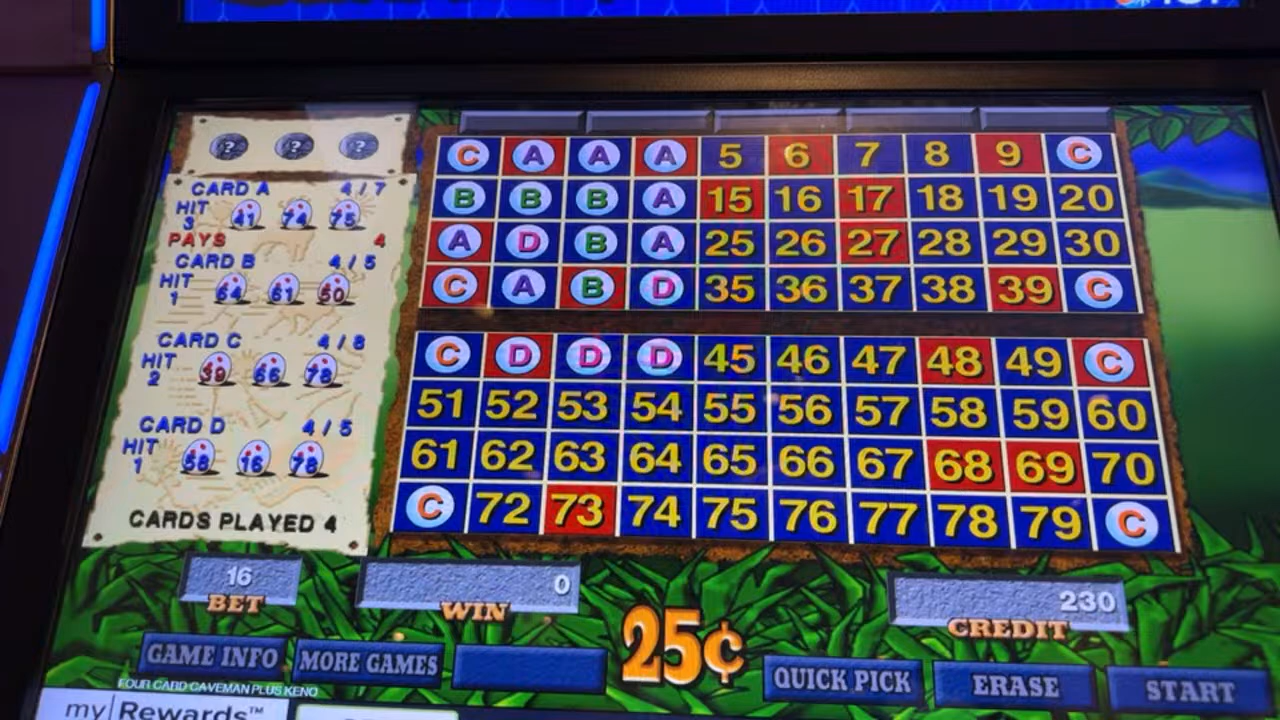 ? ? ?
CARD A 4/7
HIT 3 41 74 75
PAYS 4
CARD B 4/5
HIT 1 64 61 50
CARD C 4/8
HIT 2 39 66 78
CARD D 4/5
HIT 1 58 16 78
CARDS PLAYED 4
C A A A 5 6 7 8 9 C
B B B A 15 16 17 18 19 20
A D B A 25 26 27 28 29 30
C A B D 35 36 37 38 39 C
C D D D 45 46 47 48 49 C
51 52 53 54 55 56 57 58 59 60
61 62 63 64 65 66 67 68 69 70
C 72 73 74 75 76 77 78 79 C
16
BET
0
WIN
25¢
230
CREDIT
GAME INFO
MORE GAMES
QUICK PICK
ERASE
START
FOUR CARD CAVEMAN PLUS KENO
my Rewards™